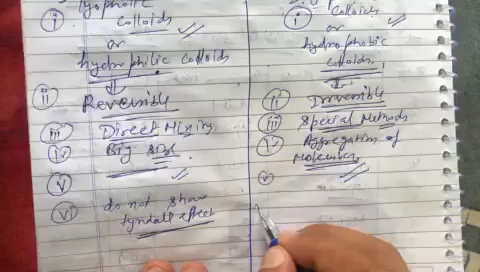 lyophobic
(i) Colloids
or
hydrophilic colloids
(ii) Reversible
(iii) Direct Mixing
(iv) Big size
(v)
(vi) do not show
tyndall effect
(i) Colloids
or
hydrophobic
colloids.
(ii) Irreversible
(iii) Special Methods
(iv) Aggregation of
Molecules
(v)